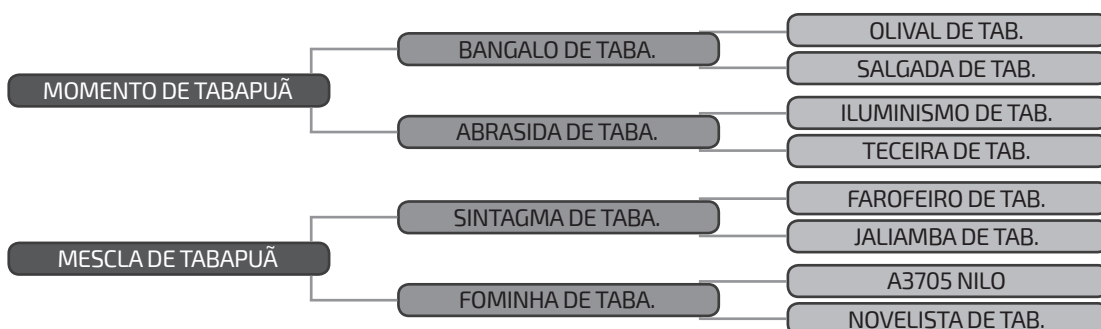 MOMENTO DE TABAPUÃ
BANGALO DE TABA.
OLIVAL DE TAB.
SALGADA DE TAB.
ABRASIDA DE TABA.
ILUMINISMO DE TAB.
TECEIRA DE TAB.
MESCLA DE TABAPUÃ
SINTAGMA DE TABA.
FAROFEIRO DE TAB.
JALIAMBA DE TAB.
FOMINHA DE TABA.
A3705 NILO
NOVELISTA DE TAB.